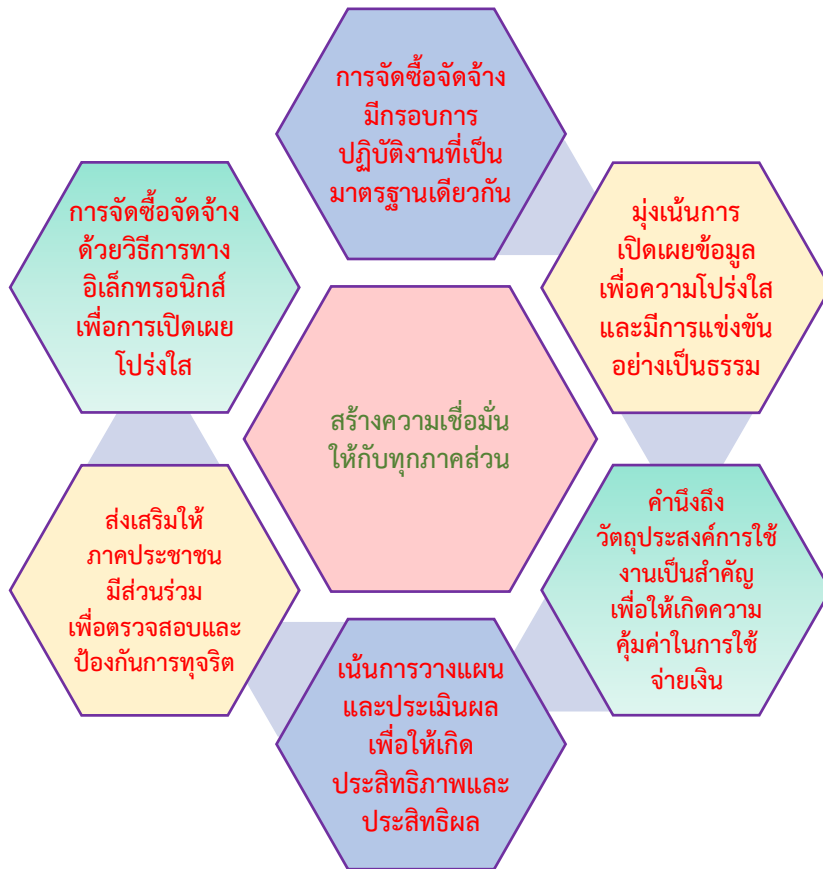 การจัดซื้อจัดจ้าง
มีกรอบการ
ปฏิบัติงานที่เป็น
มาตรฐานเดียวกัน
มุ่งเน้นการ
เปิดเผยข้อมูล
เพื่อความโปร่งใส
และมีการแข่งขัน
อย่างเป็นธรรม
คำนึงถึง
วัตถุประสงค์การใช้
งานเป็นสำคัญ
เพื่อให้เกิดความ
คุ้มค่าในการใช้
จ่ายเงิน
เน้นการวางแผน
และประเมินผล
เพื่อให้เกิด
ประสิทธิภาพและ
ประสิทธิผล
ส่งเสริมให้
ภาคประชาชน
มีส่วนร่วม
เพื่อตรวจสอบและ
ป้องกันการทุจริต
การจัดซื้อจัดจ้าง
ด้วยวิธีการทาง
อิเล็กทรอนิกส์
เพื่อการเปิดเผย
โปร่งใส
สร้างความเชื่อมั่น
ให้กับทุกภาคส่วน